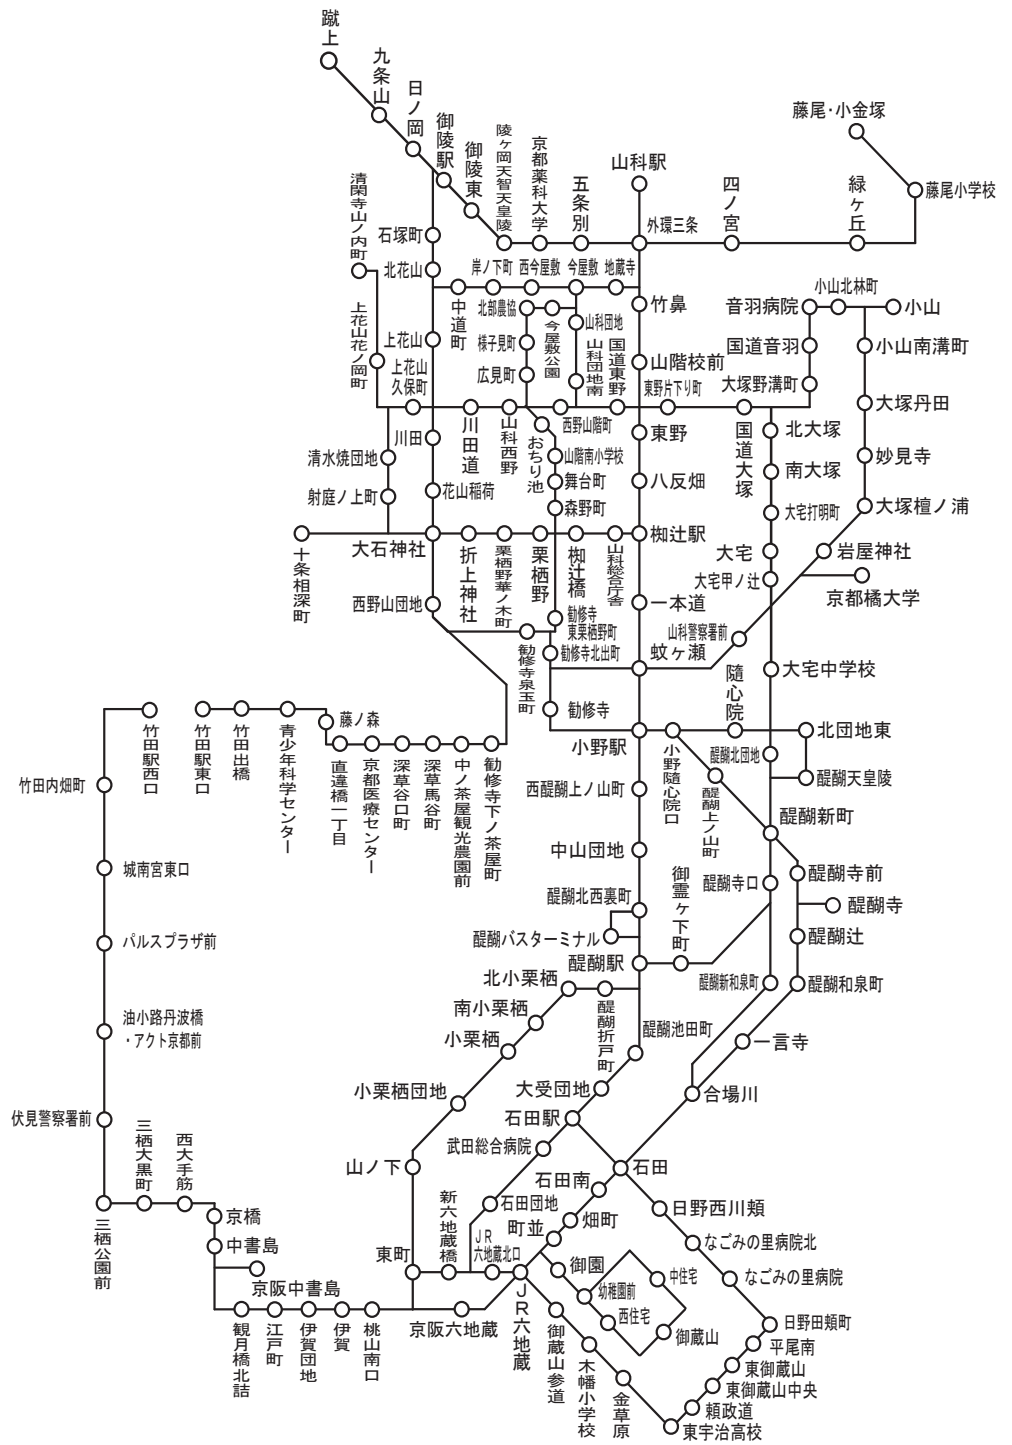 蹴上
九条山
日ノ岡
御陵駅
御陵東
陵ヶ岡天智天皇陵
京都薬科大学
五条別
山科駅
外環三条
四ノ宮
緑ヶ丘
藤尾・小金塚
藤尾小学校
清閑寺山ノ内町
石塚町
北花山
岸ノ下町
西今屋敷
今屋敷
地蔵寺
中道町
北部農協
今屋敷公園
山科団地
竹鼻
音羽病院
小山北林町
小山
上花山花ノ岡町
上花山
様子見町
広見町
山科団地南
国道東野
山階校前
国道音羽
小山南溝町
上花山
久保町
東野片下り町
大塚野溝町
大塚丹田
川田
川田道
山科西野
おちり池
西野山階町
東野
国道大塚
北大塚
清水焼団地
山階南小学校
妙見寺
南大塚
射庭ノ上町
花山稲荷
舞台町
八反畑
森野町
大宅打明町
大塚檀ノ浦
十条相深町
大石神社
折上神社
栗栖野華ノ木町
栗栖野
椥辻橋
山科総合庁舎
椥辻駅
大宅
岩屋神社
大宅甲ノ辻
京都橘大学
西野山団地
一本道
勧修寺
東栗栖野町
山科警察署前
勧修寺泉玉町
勧修寺北出町
蚊ヶ瀬
大宅中学校
勧修寺
小野駅
小野随心院口
隨心院
北団地東
醍醐北団地
醍醐天皇陵
竹田駅西口
竹田駅東口
竹田出橋
青少年科学センター
藤ノ森
直違橋一丁目
京都医療センター
深草谷口町
深草馬谷町
中ノ茶屋観光農園前
勧修寺下ノ茶屋町
竹田内畑町
西醍醐上ノ山町
醍醐上ノ山町
醍醐新町
城南宮東口
中山団地
醍醐寺口
醍醐寺前
醍醐北西裏町
御霊ヶ下町
醍醐寺
パルスプラザ前
醍醐バスターミナル
醍醐辻
醍醐駅
北小栗栖
醍醐折戸町
醍醐新和泉町
醍醐和泉町
南小栗栖
小栗栖
醍醐池田町
一言寺
油小路丹波橋
・アクト京都前
小栗栖団地
大受団地
合場川
伏見警察署前
石田駅
三栖大黒町
西大手筋
武田総合病院
山ノ下
石田
石田南
三栖公園前
京橋
新六地蔵橋
石田団地
畑町
日野西川頬
中書島
東町
ＪＲ
六地蔵北口
町並
なごみの里病院北
御園
幼稚園前
中住宅
なごみの里病院
京阪中書島
西住宅
御蔵山
日野田頬町
観月橋北詰
江戸町
伊賀団地
伊賀
桃山南口
京阪六地蔵
ＪＲ六地蔵
御蔵山参道
木幡小学校
金草原
平尾南
東御蔵山
東御蔵山中央
頼政道
東宇治高校